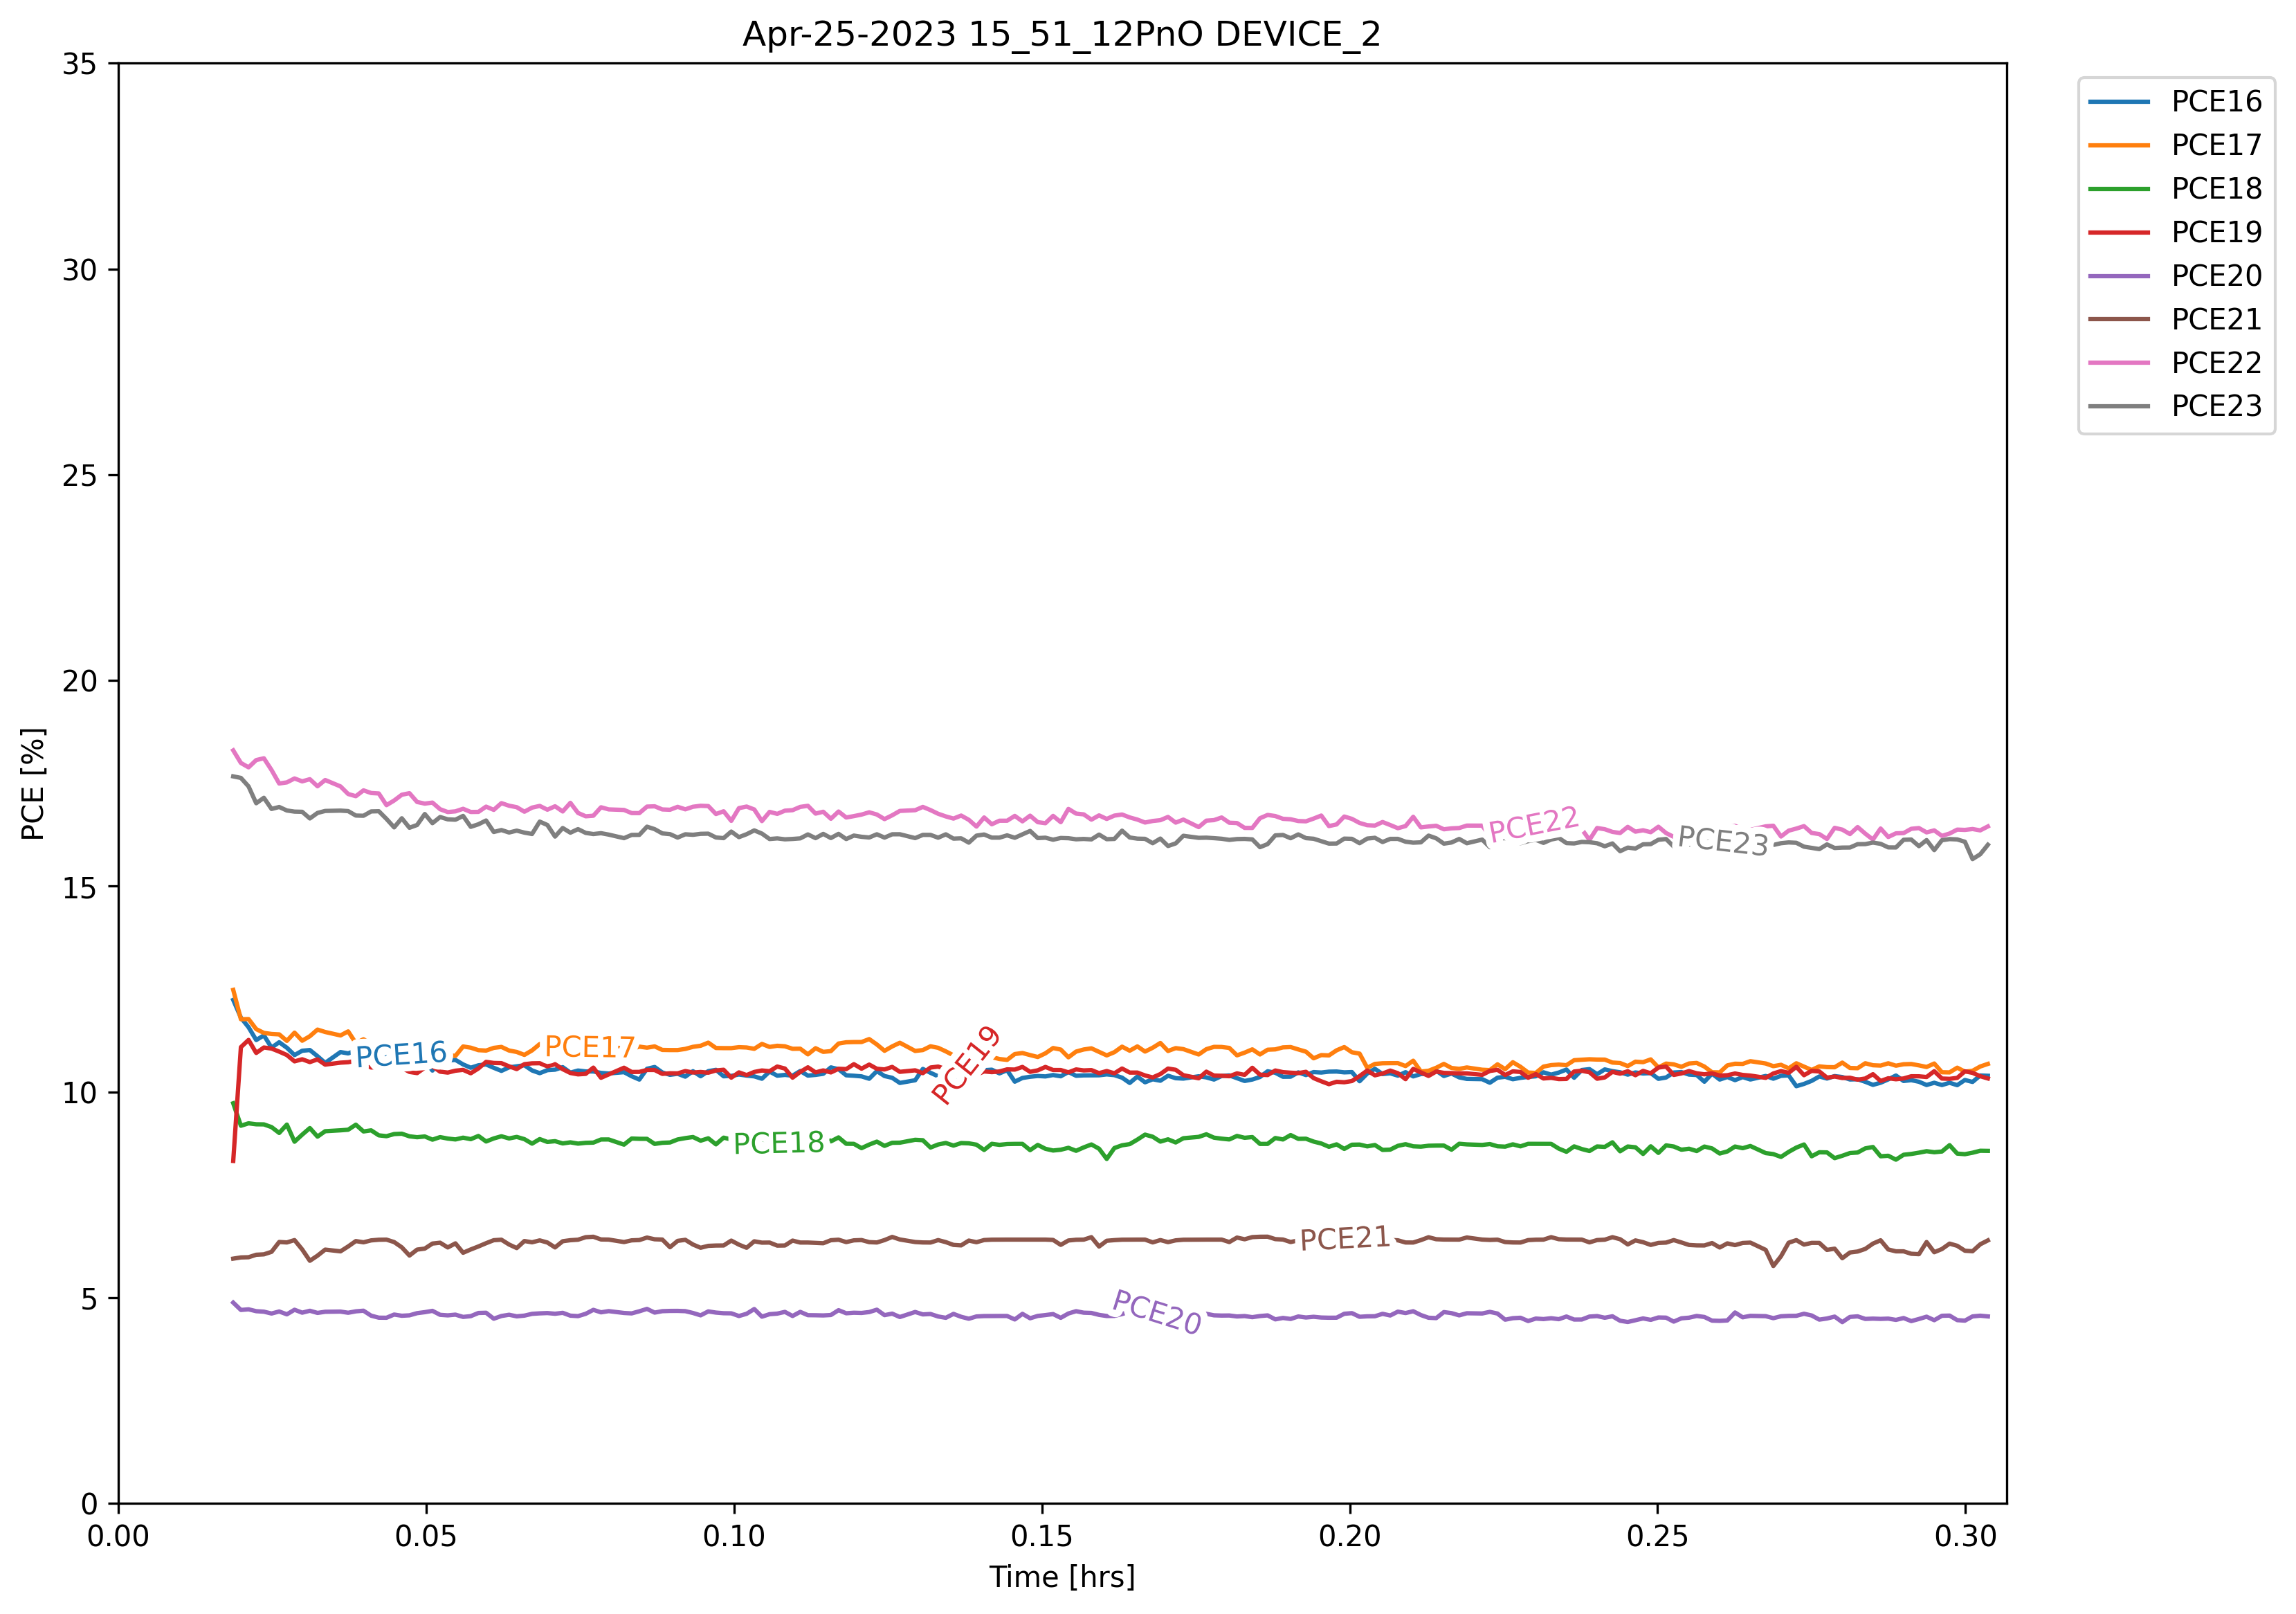 Apr-25-2023 15_51_12PnO DEVICE_2
35
30
25
20
15
10
5
0
PCE [%]
0.00
0.05
0.10
0.15
0.20
0.25
0.30
Time [hrs]
PCE16
PCE17
PCE18
PCE19
PCE20
PCE21
PCE22
PCE23
PCE22
PCE23
PCE16
PCE17
PCE19
PCE18
PCE21
PCE20